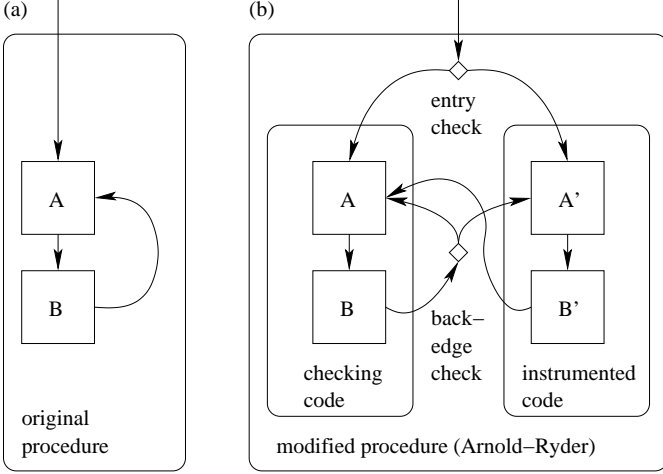 (a)
A
B
original
procedure
(b)
entry
check
A
A'
B
B'
back–
edge
check
checking
code
instrumented
code
modified procedure (Arnold–Ryder)